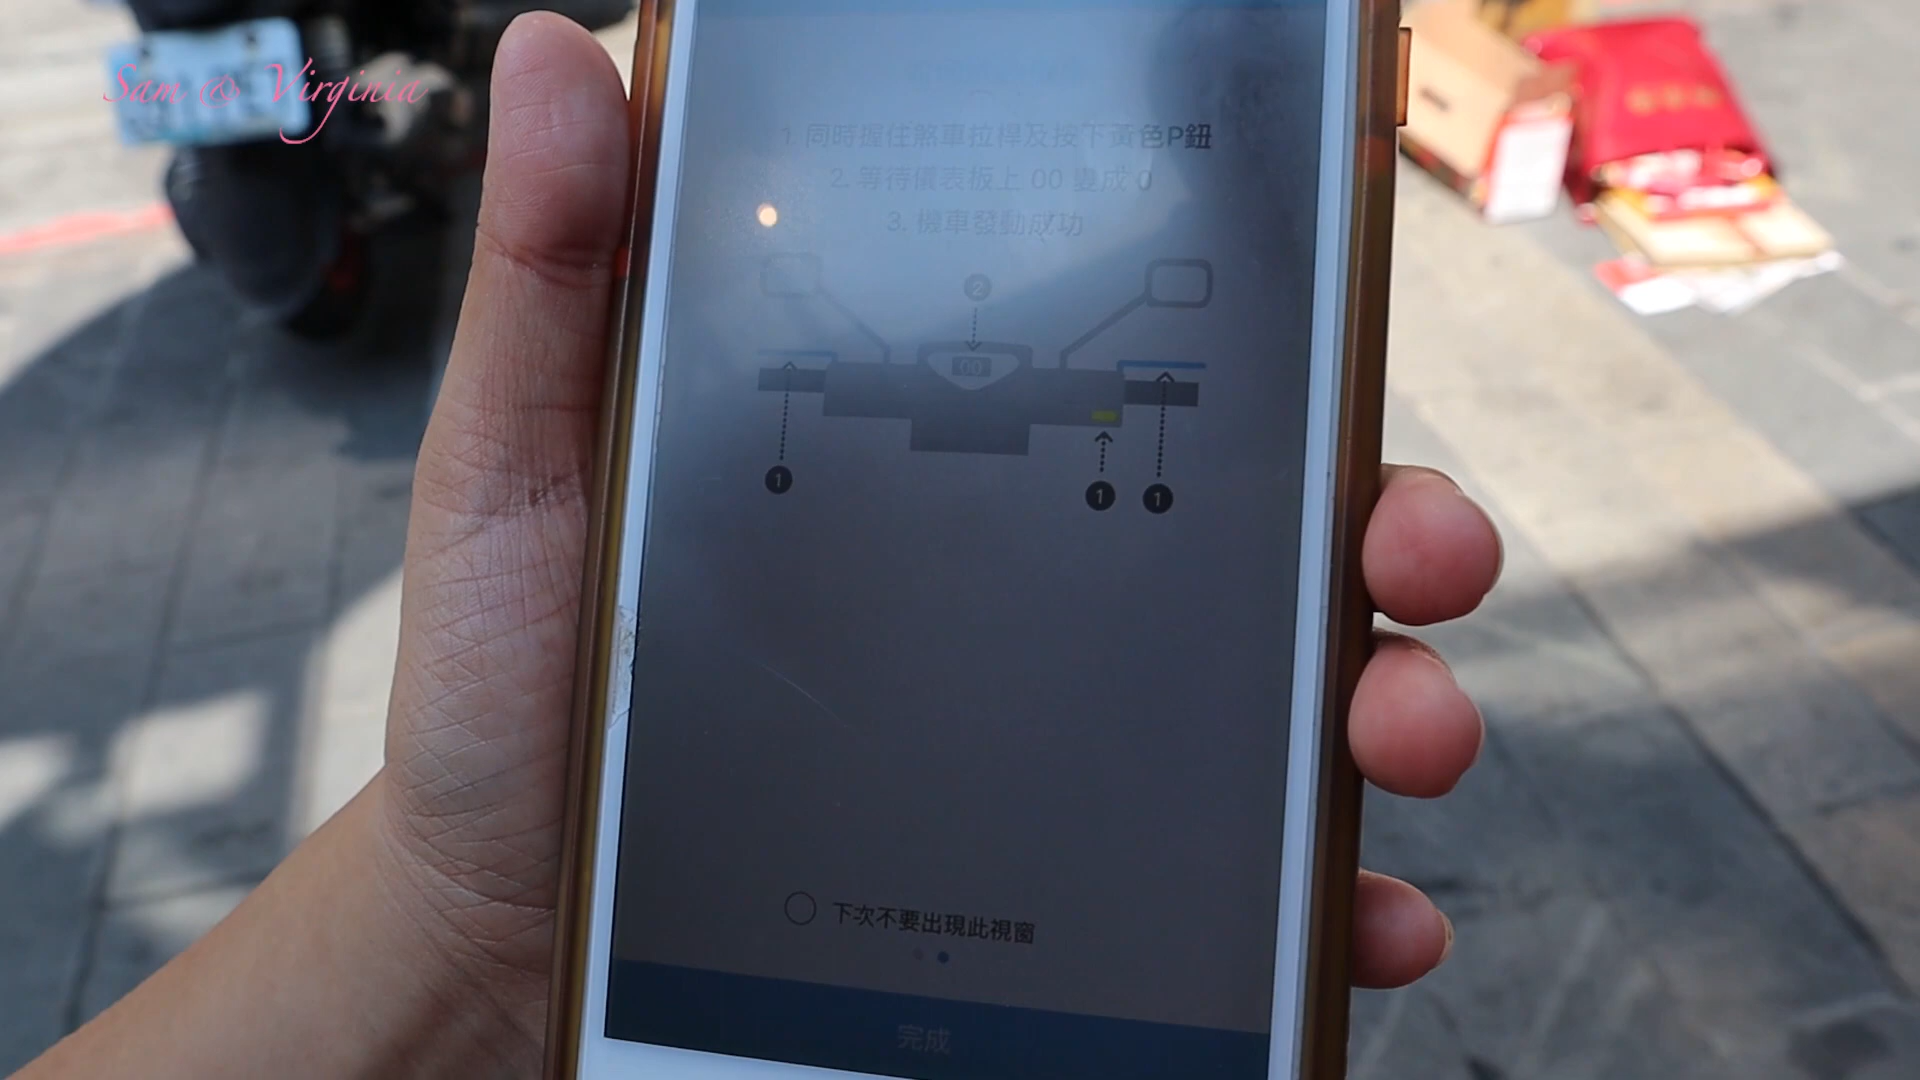 Sam & Virginia
1 同時握住煞車拉桿及按下黃色P鈕
2. 等待儀表板上 00 變成 0
3. 機車發動成功
2
00
1
1
1
下次不要出現此視窗
完成